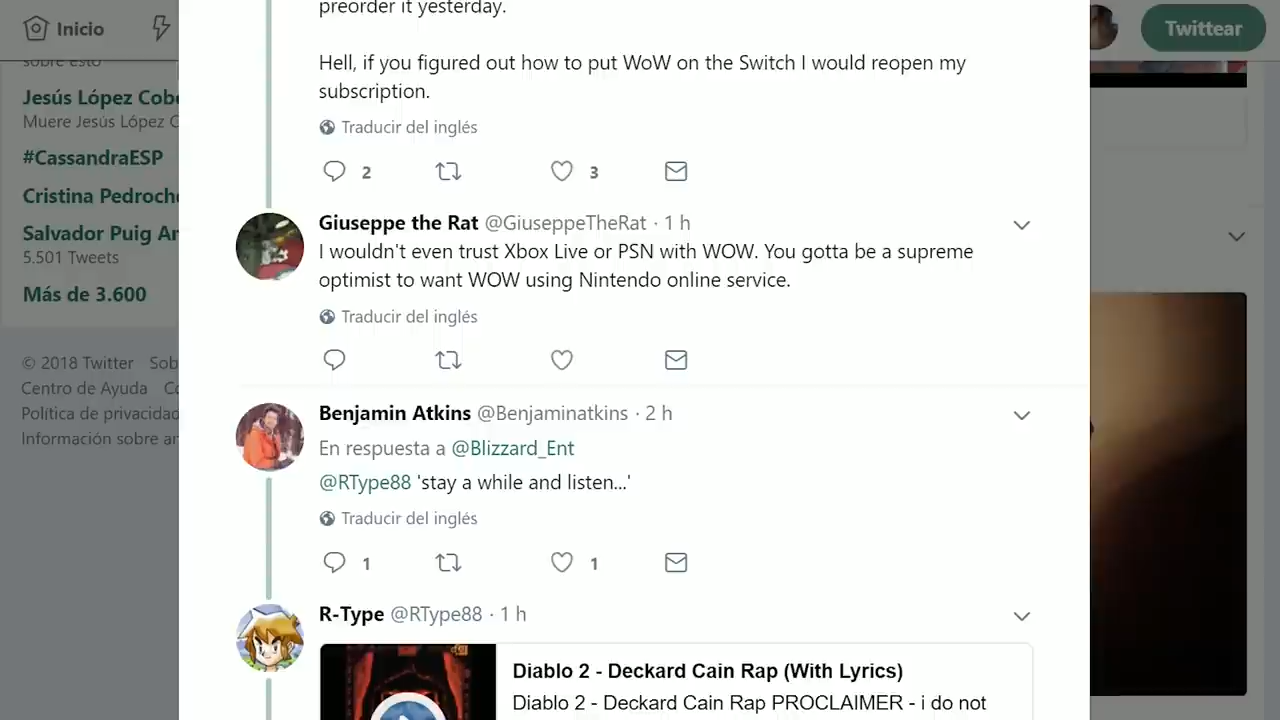 Inicio
Twittear
sobre esto
Jesús López Cob
Muere Jesús López C
#CassandraESP
Cristina Pedroch
Salvador Puig An
5.501 Tweets
Más de 3.600
© 2018 Twitter Sob
Centro de Ayuda Co
Política de privacidad
Información sobre an
preorder it yesterday.
Hell, if you figured out how to put WoW on the Switch I would reopen my
subscription.
Traducir del inglés
2 3
Giuseppe the Rat @GiuseppeTheRat · 1 h
I wouldn't even trust Xbox Live or PSN with WOW. You gotta be a supreme
optimist to want WOW using Nintendo online service.
Traducir del inglés
Benjamin Atkins @Benjaminatkins · 2 h
En respuesta a @Blizzard_Ent
@RType88 'stay a while and listen...'
Traducir del inglés
1 1
R-Type @RType88 · 1 h
Diablo 2 - Deckard Cain Rap (With Lyrics)
Diablo 2 - Deckard Cain Rap PROCLAIMER - i do not